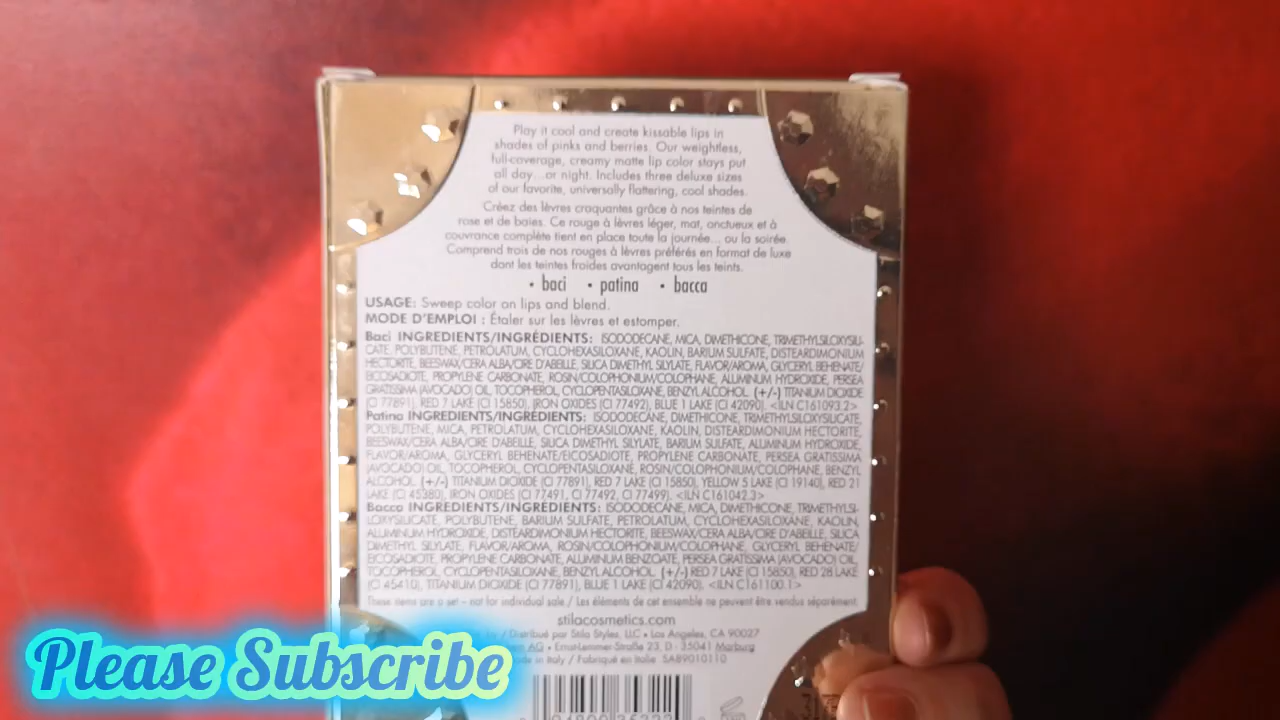 Play it cool and create kissable lips in
shades of pinks and berries. Our weightless,
full-coverage, creamy matte lip color stays put
all day...or night. Includes three deluxe sizes
of our favorite, universally flattering, cool shades.
Créez des lèvres craquantes grâce à nos teintes de
rose et de baies. Ce rouge à lèvres léger, mat, onctueux et à
couvrance complète tient en place toute la journée... ou la soirée.
Comprend trois de nos rouges à lèvres préférés en format de luxe
dont les teintes froides avantagent tous les teints.
• baci • patina • bacca
USAGE: Sweep color on lips and blend.
MODE D'EMPLOI : Étaler sur les lèvres et estomper.
Baci INGREDIENTS/INGRÉDIENTS: ISODODECANE, MICA, DIMETHICONE, TRIMETHYLSILOXYSILI-
CATE, POLYBUTENE, PETROLATUM, CYCLOHEXASILOXANE, KAOLIN, BARIUM SULFATE, DISTEARDIMONIUM
HECTORITE, BEESWAX/CERA ALBA/CIRE D'ABEILLE, SILICA DIMETHYL SILYLATE, FLAVOR/AROMA, GLYCERYL BEHENATE/
EICOSADIOATE, PROPYLENE CARBONATE, ROSIN/COLOPHONIUM/COLOPHANE, ALUMINUM HYDROXIDE, PERSEA
GRATISSIMA (AVOCADO) OIL, TOCOPHEROL, CYCLOPENTASILOXANE, BENZYL ALCOHOL. (+/-) TITANIUM DIOXIDE
(CI 77891), RED 7 LAKE (CI 15850), IRON OXIDES (CI 77492), BLUE 1 LAKE (CI 42090). <ILN C161093.2>
Patina INGREDIENTS/INGRÉDIENTS: ISODODECANE, DIMETHICONE, TRIMETHYLSILOXYSILICATE,
POLYBUTENE, MICA, PETROLATUM, CYCLOHEXASILOXANE, KAOLIN, DISTEARDIMONIUM HECTORITE,
BEESWAX/CERA ALBA/CIRE D'ABEILLE, SILICA DIMETHYL SILYLATE, BARIUM SULFATE, ALUMINUM HYDROXIDE,
FLAVOR/AROMA, GLYCERYL BEHENATE/EICOSADIOATE, PROPYLENE CARBONATE, PERSEA GRATISSIMA
(AVOCADO) OIL, TOCOPHEROL, CYCLOPENTASILOXANE, ROSIN/COLOPHONIUM/COLOPHANE, BENZYL
ALCOHOL. (+/-) TITANIUM DIOXIDE (CI 77891), RED 7 LAKE (CI 15850), YELLOW 5 LAKE (CI 19140), RED 21
LAKE (CI 45380), IRON OXIDES (CI 77491, CI 77492, CI 77499). <ILN C161042.3>
Bacca INGREDIENTS/INGRÉDIENTS: ISODODECANE, MICA, DIMETHICONE, TRIMETHYLSI-
LOXYSILICATE, POLYBUTENE, BARIUM SULFATE, PETROLATUM, CYCLOHEXASILOXANE, KAOLIN,
ALUMINUM HYDROXIDE, DISTEARDIMONIUM HECTORITE, BEESWAX/CERA ALBA/CIRE D'ABEILLE, SILICA
DIMETHYL SILYLATE, FLAVOR/AROMA, ROSIN/COLOPHONIUM/COLOPHANE, GLYCERYL BEHENATE/
EICOSADIOATE, PROPYLENE CARBONATE, ALUMINUM BENZOATE, PERSEA GRATISSIMA (AVOCADO) OIL,
TOCOPHEROL, CYCLOPENTASILOXANE, BENZYL ALCOHOL. (+/-) RED 7 LAKE (CI 15850), RED 28 LAKE
(CI 45410), TITANIUM DIOXIDE (CI 77891), BLUE 1 LAKE (CI 42090). <ILN C161100.1>
These items are a set – not for individual sale./ Les éléments de cet ensemble ne peuvent être vendus séparément.
stilacosmetics.com
by / Distribué par Stila Styles, LLC • Los Angeles, CA 90027
AG • Ernst-Lemmer-Straße 23, D - 35041 Marburg
in Italy / Fabriqué en Italie SA89010110
Please Subscribe